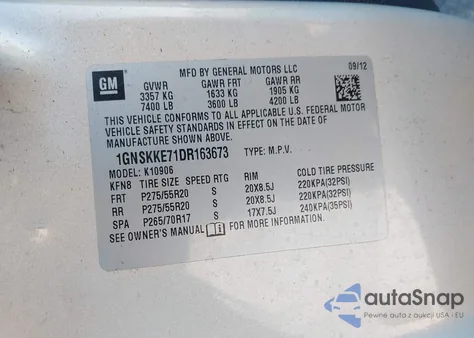 MFD BY GENERAL MOTORS LLC 09/12
GM
GVWR GAWR FRT GAWR RR
3357 KG 1633 KG 1905 KG
7400 LB 3600 LB 4200 LB
THIS VEHICLE CONFORMS TO ALL APPLICABLE U.S. FEDERAL MOTOR
VEHICLE SAFETY STANDARDS IN EFFECT ON THE DATE OF
MANUFACTURE SHOWN ABOVE.
1GNSKKE71DR163673 TYPE: M.P.V.
MODEL: K10906
KFN8 TIRE SIZE SPEED RTG RIM COLD TIRE PRESSURE
FRT P275/55R20 S 20X8.5J 220KPA(32PSI)
RR P275/55R20 S 20X8.5J 220KPA(32PSI)
SPA P265/70R17 S 17X7.5J 240KPA(35PSI)
SEE OWNER'S MANUAL FOR MORE INFORMATION.
autoSnap
Pewne auta z USA - EU